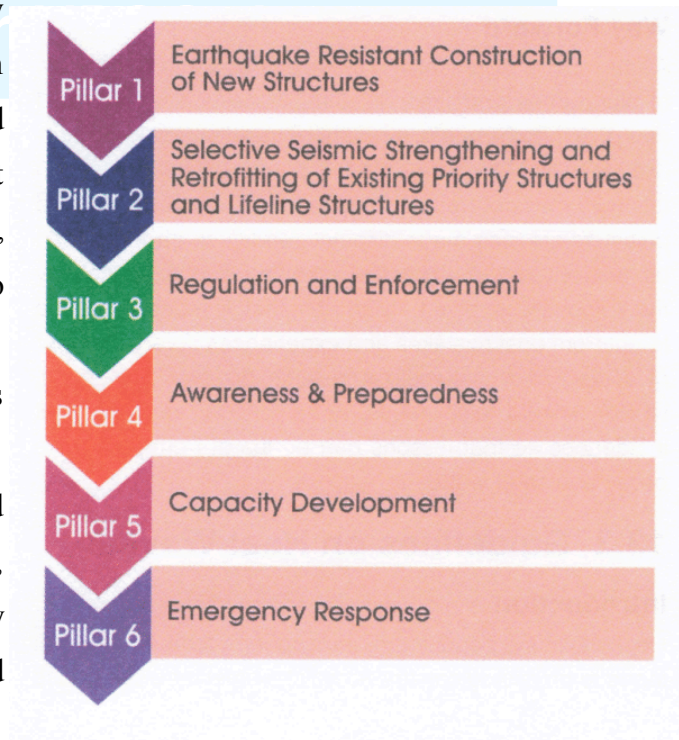 Pillar 1
Earthquake Resistant Construction
of New Structures
Pillar 2
Selective Seismic Strengthening and
Retrofitting of Existing Priority Structures
and Lifeline Structures
Pillar 3
Regulation and Enforcement
Pillar 4
Awareness & Preparedness
Pillar 5
Capacity Development
Pillar 6
Emergency Response